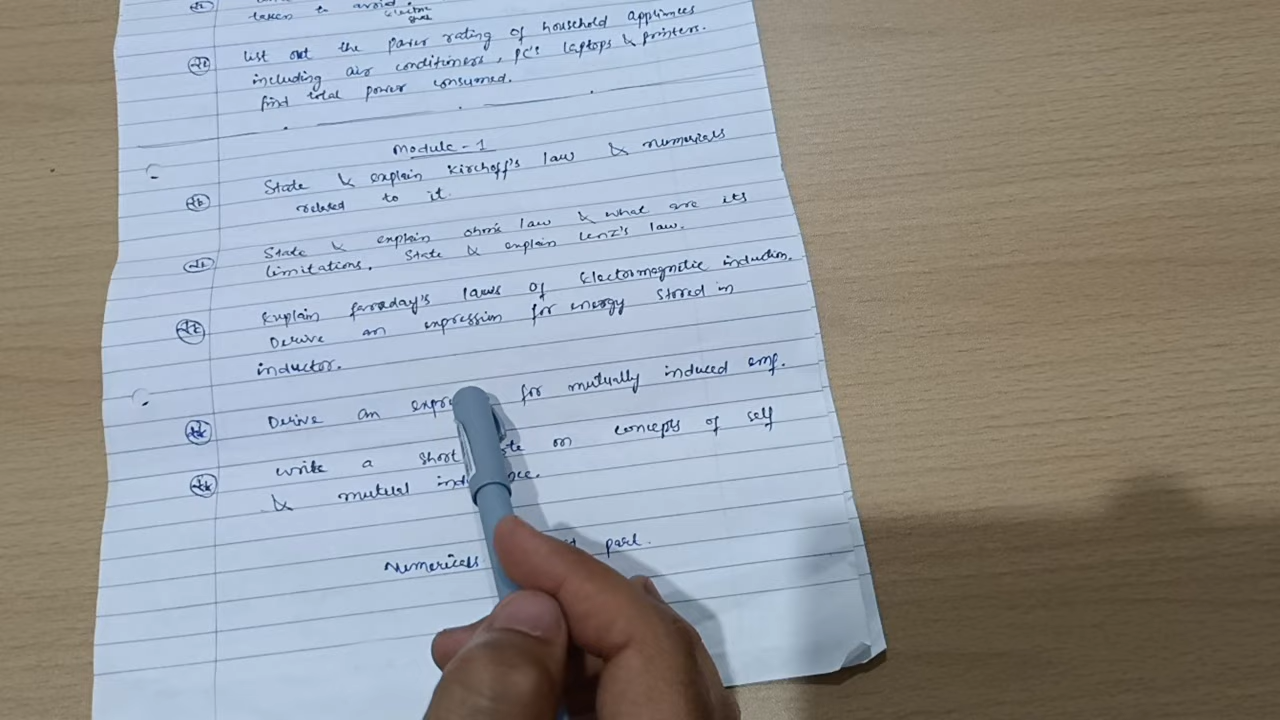 taken to avoid
List out the power rating of household appliances
including air conditioners, PC's laptops & printers.
find total power consumed.
Module - 1
State & explain Kirchoff's law & numericals
related to it.
State & explain ohm's law & what are its
limitations. State & explain Lenz's law.
Explain faraday's laws of Electromagnetic induction.
Derive an expression for energy stored in
inductor.
Derive an for mutually induced emf.
write a short on concepts of self
& mutual
Numericals part.